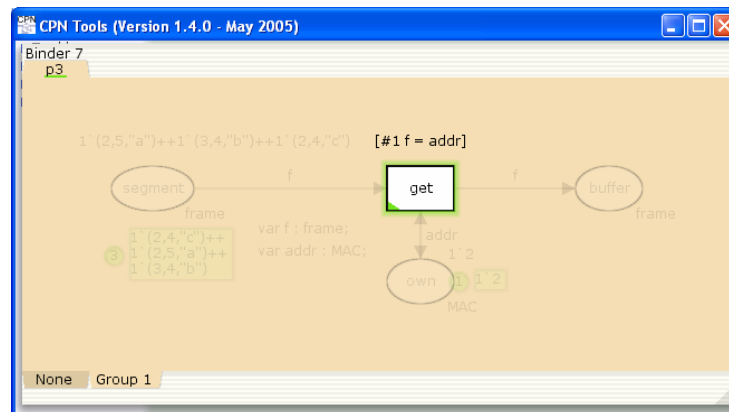 CPN Tools (Version 1.4.0 - May 2005)
Binder 7
p3
1`(2,5,"a")++1`(3,4,"b")++1`(2,4,"c")
[#1 f = addr]
segment
f
get
f
buffer
frame
frame
1`(2,4,"c")++
1`(2,5,"a")++
1`(3,4,"b")
3
var f : frame;
var addr : MAC;
addr
1`2
own
1
1`2
MAC
None
Group 1